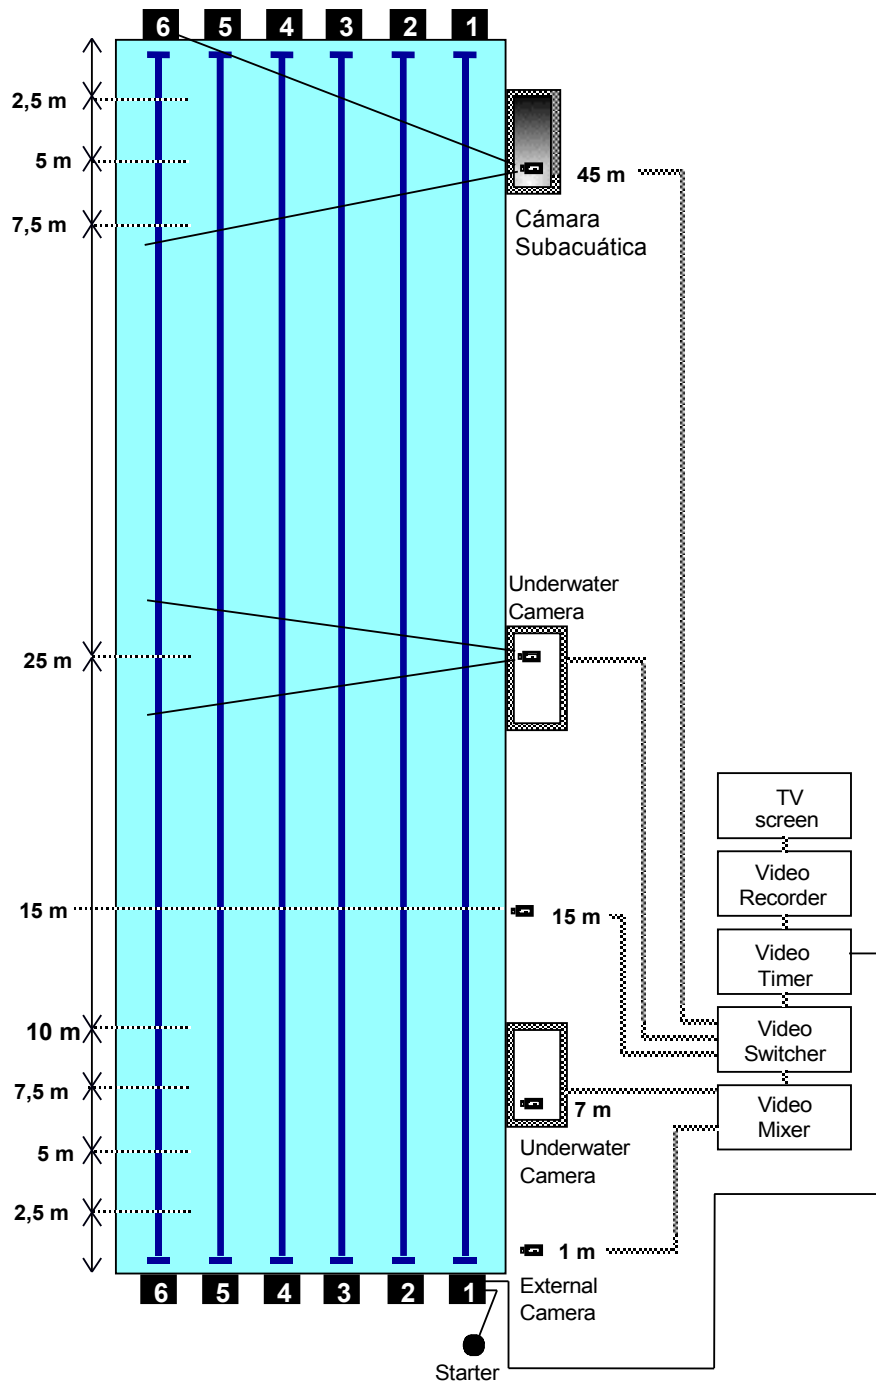 6 5 4 3 2 1
2,5 m
5 m
45 m
7,5 m
Cámara
Subacuática
Underwater
Camera
25 m
TV
screen
Video
Recorder
15 m
15 m
Video
Timer
10 m
Video
Switcher
7,5 m
7 m
Video
Mixer
5 m
Underwater
Camera
2,5 m
1 m
6 5 4 3 2 1
External
Camera
Starter